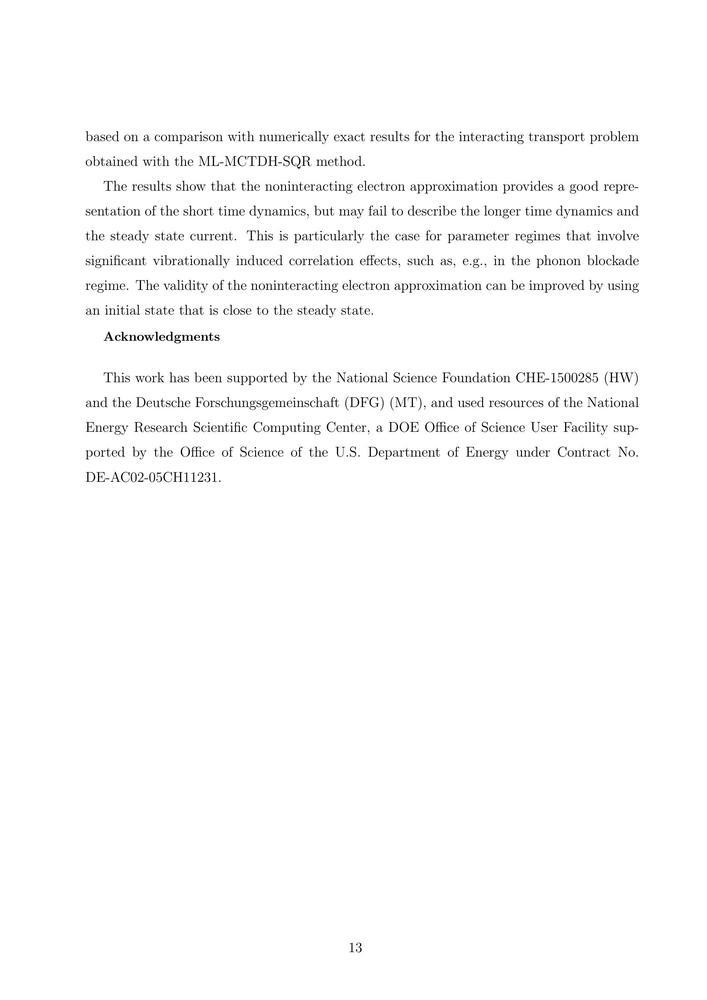 based on a comparison with numerically exact results for the interacting transport problem
obtained with the ML-MCTDH-SQR method.
The results show that the noninteracting electron approximation provides a good repre-
sentation of the short time dynamics, but may fail to describe the longer time dynamics and
the steady state current. This is particularly the case for parameter regimes that involve
significant vibrationally induced correlation effects, such as, e.g., in the phonon blockade
regime. The validity of the noninteracting electron approximation can be improved by using
an initial state that is close to the steady state.
Acknowledgments
This work has been supported by the National Science Foundation CHE-1500285 (HW)
and the Deutsche Forschungsgemeinschaft (DFG) (MT), and used resources of the National
Energy Research Scientific Computing Center, a DOE Office of Science User Facility sup-
ported by the Office of Science of the U.S. Department of Energy under Contract No.
DE-AC02-05CH11231.
13